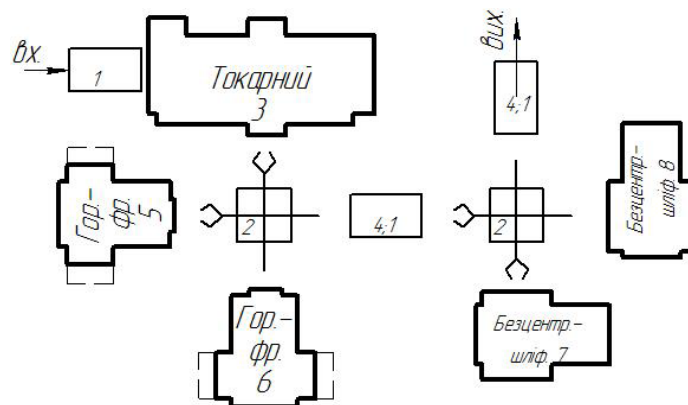 вх.
1
Токарний
3
вих.
4;1
Гор.-
фр.
5
2
4;1
2
Безцентр.-
шліф. 8
Гор.-
фр.
6
Безцентр.-
шліф. 7